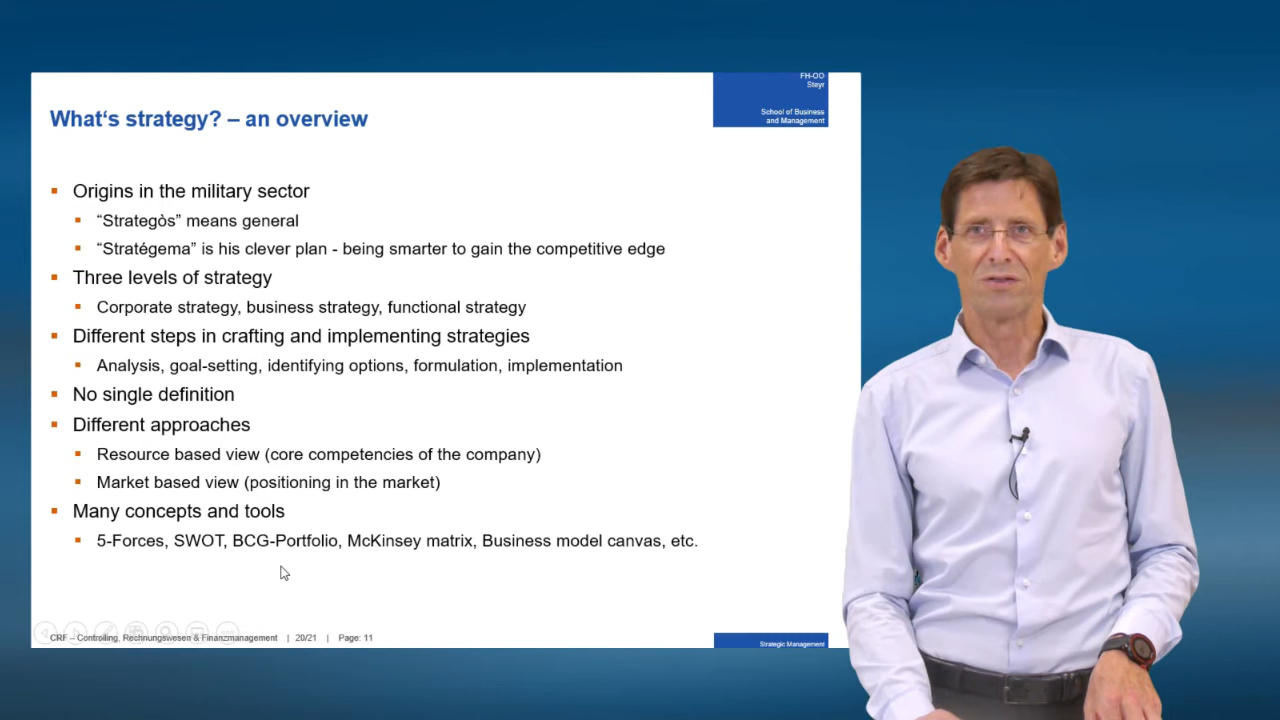 FH-OO
Steyr
School of Business
and Management
What‘s strategy? – an overview
Origins in the military sector
“Strategòs” means general
“Stratégema” is his clever plan - being smarter to gain the competitive edge
Three levels of strategy
Corporate strategy, business strategy, functional strategy
Different steps in crafting and implementing strategies
Analysis, goal-setting, identifying options, formulation, implementation
No single definition
Different approaches
Resource based view (core competencies of the company)
Market based view (positioning in the market)
Many concepts and tools
5-Forces, SWOT, BCG-Portfolio, McKinsey matrix, Business model canvas, etc.
CRF – Controlling, Rechnungswesen & Finanzmanagement | 20/21 | Page: 11
Strategic Management